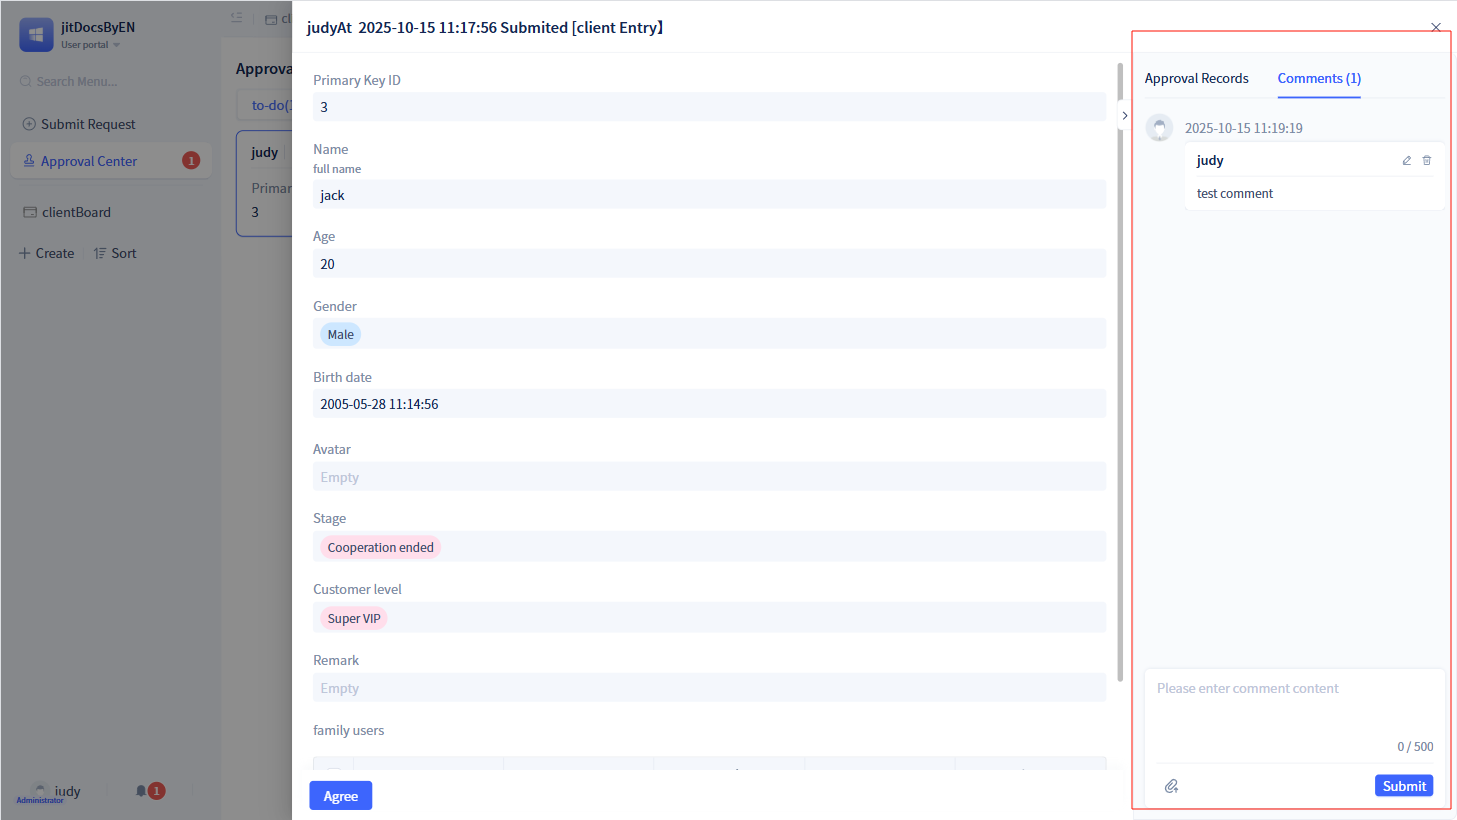 jitDocsByEN
User portal
Search Menu...
Submit Request
Approval Center
1
clientBoard
Create
Sort
judy
Administrator
1
cl
Approva
to-do(
judy
Primar
3
judyAt 2025-10-15 11:17:56 Submited [client Entry】
Primary Key ID
3
Name
full name
jack
Age
20
Gender
Male
Birth date
2005-05-28 11:14:56
Avatar
Empty
Stage
Cooperation ended
Customer level
Super VIP
Remark
Empty
family users
Agree
Approval Records
Comments (1)
2025-10-15 11:19:19
judy
test comment
Please enter comment content
0 / 500
Submit